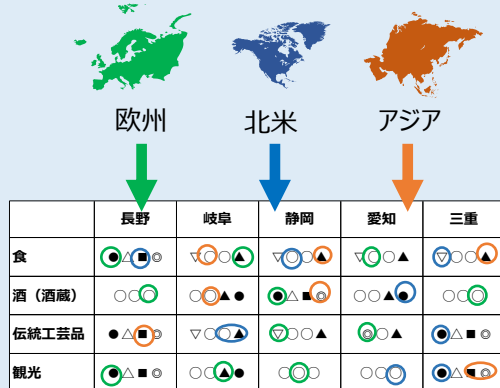 欧州 北米 アジア
長野 岐阜 静岡 愛知 三重
食 ●△■◎ ▽○○▲ ▽○○▲ ▽○○▲ ▽○○▲
酒（酒蔵） ○○○ ○○▲● ●△■◎ ○○▲● ○○○
伝統工芸品 ●△■◎ ▽○○▲ ▽○○▲ ◎○▲ ●△■◎
観光 ●△■◎ ○○▲● ○○○ ○○○ ●△■◎